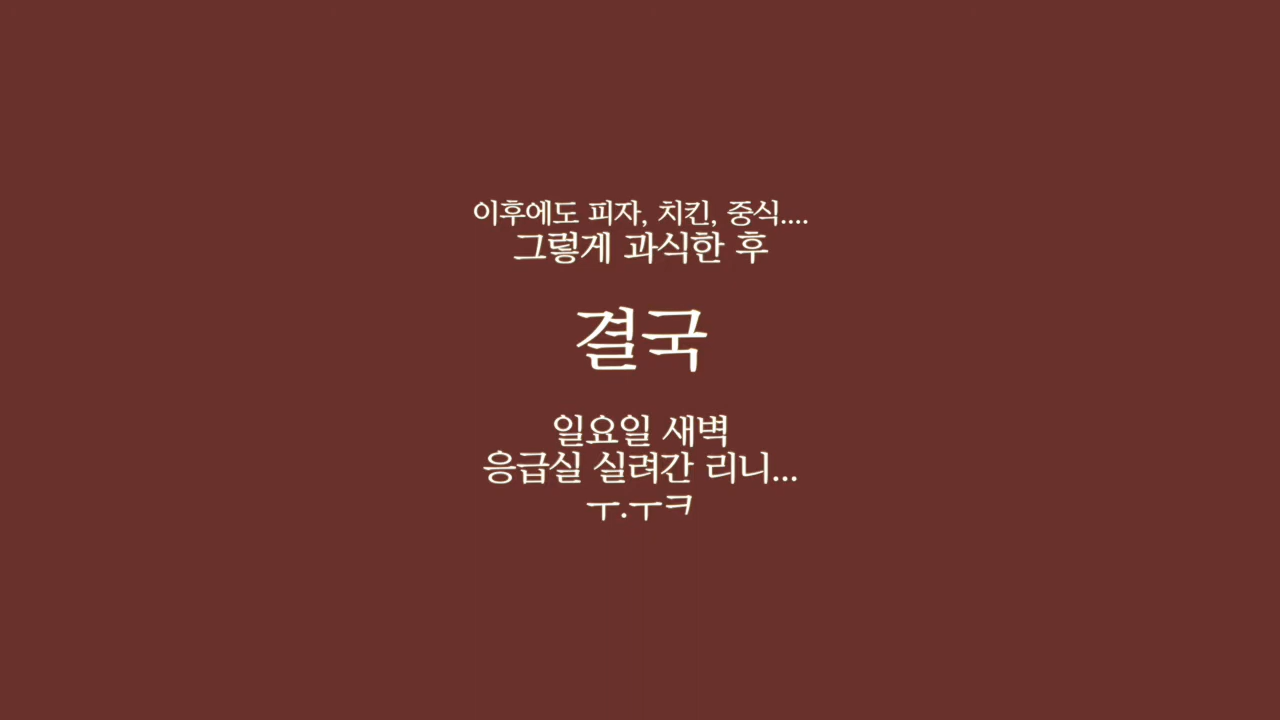 이후에도 피자, 치킨, 중식....
그렇게 과식한 후
결국
일요일 새벽
응급실 실려간 리니...
ㅜ.ㅜㅋ